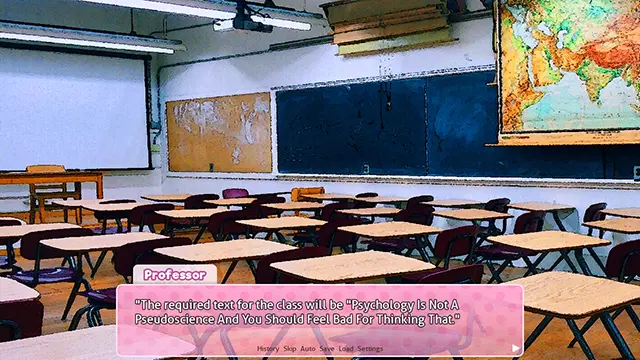 Professor
"The required text for the class will be "Psychology Is Not A
Pseudoscience And You Should Feel Bad For Thinking That."
History Skip Auto Save Load Settings